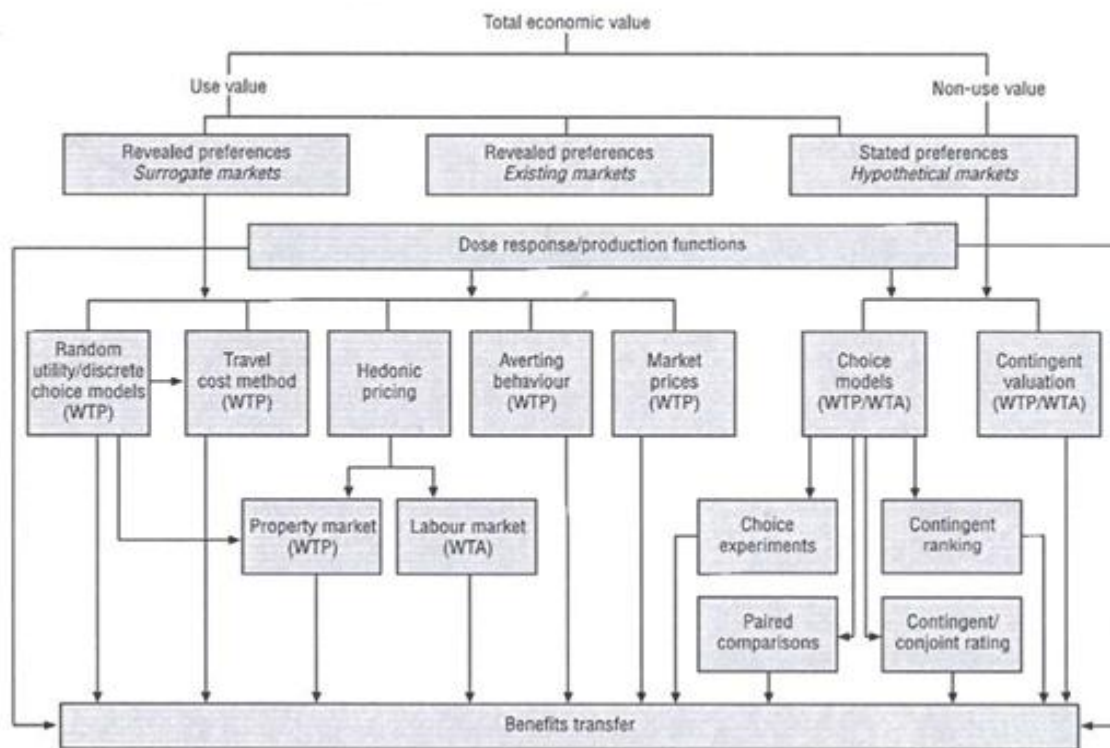 Total economic value
Use value
Non-use value
Revealed preferences
Surrogate markets
Revealed preferences
Existing markets
Stated preferences
Hypothetical markets
Dose response/production functions
Random
utility/discrete
choice models
(WTP)
Travel
cost method
(WTP)
Hedonic
pricing
Averting
behaviour
(WTP)
Market
prices
(WTP)
Choice
models
(WTP/WTA)
Contingent
valuation
(WTP/WTA)
Property market
(WTP)
Labour market
(WTA)
Choice
experiments
Contingent
ranking
Paired
comparisons
Contingent/
conjoint rating
Benefits transfer